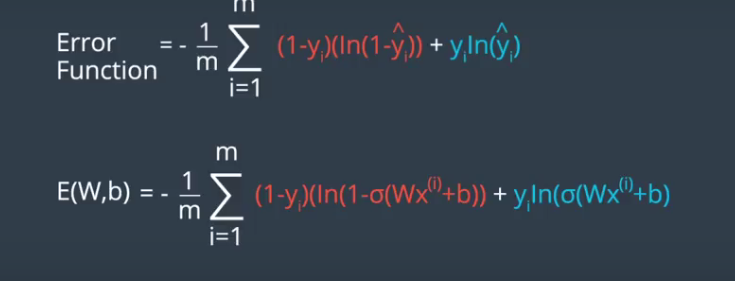 m
Error Function = - 1/m ∑ i=1 (1-yᵢ)(ln(1-ŷᵢ)) + yᵢln(ŷᵢ)
m
E(W,b) = - 1/m ∑ i=1 (1-yᵢ)(ln(1-σ(Wx⁽ⁱ⁾+b)) + yᵢln(σ(Wx⁽ⁱ⁾+b)